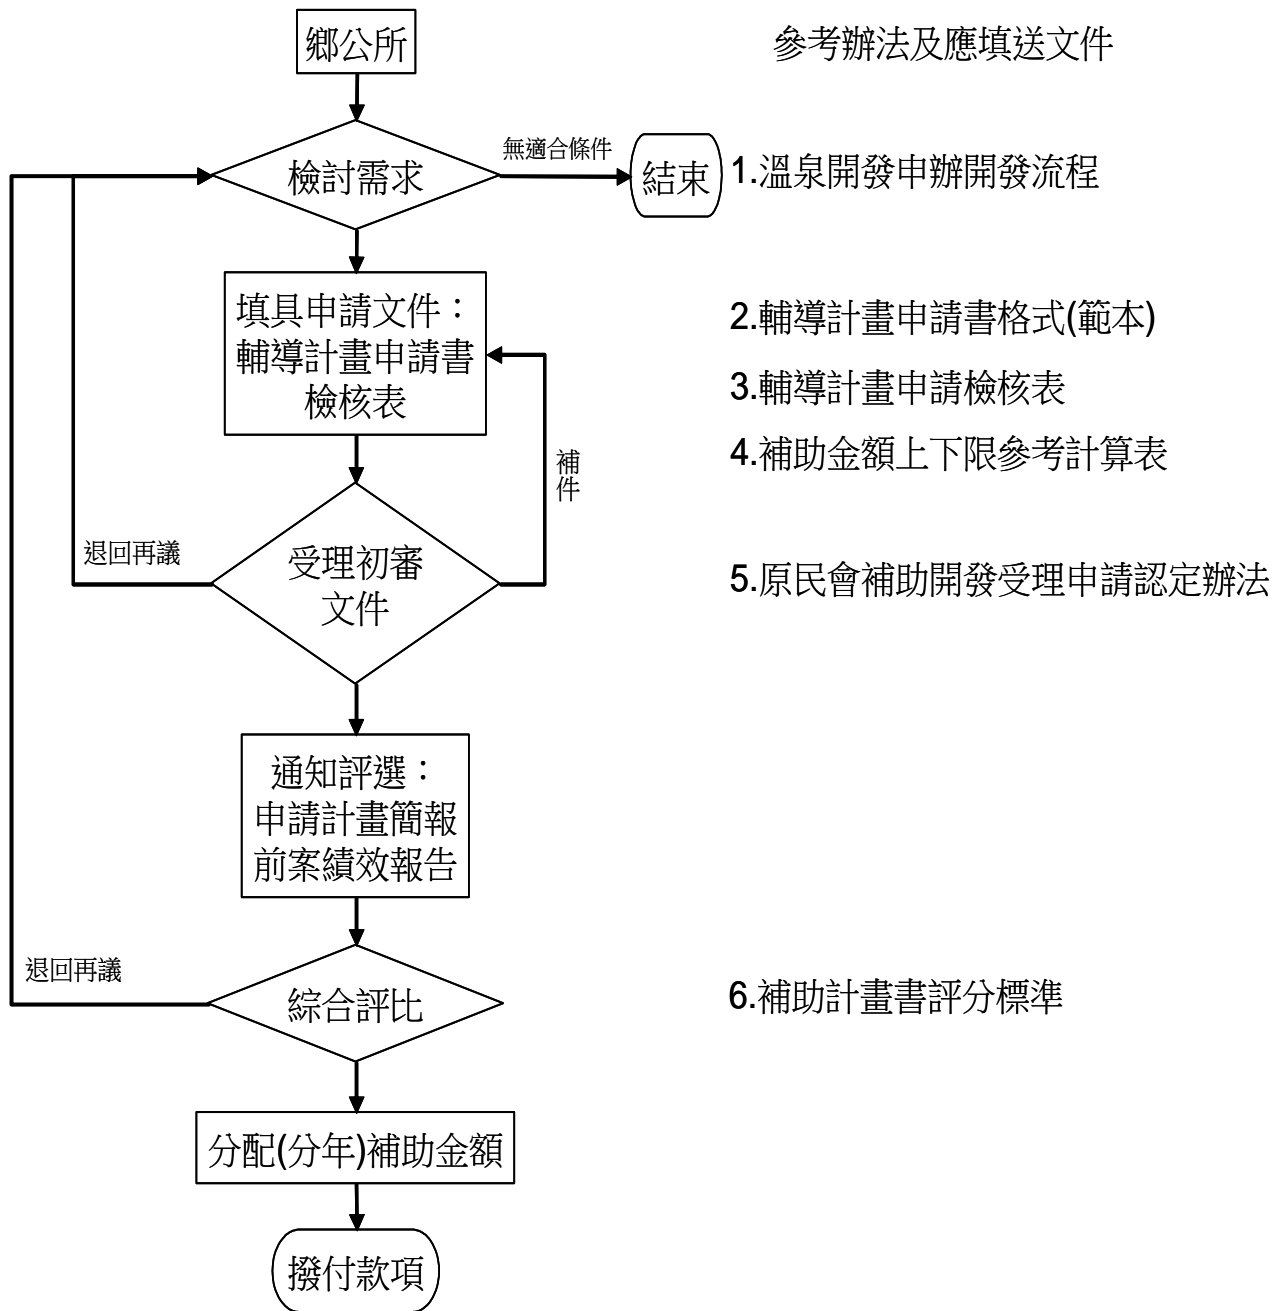 鄉公所
參考辦法及應填送文件
檢討需求
無適合條件
結束
1.溫泉開發申辦開發流程
填具申請文件：
輔導計畫申請書
檢核表
2.輔導計畫申請書格式(範本)
3.輔導計畫申請檢核表
4.補助金額上下限參考計算表
補
件
退回再議
受理初審
文件
5.原民會補助開發受理申請認定辦法
通知評選：
申請計畫簡報
前案績效報告
退回再議
綜合評比
6.補助計畫書評分標準
分配(分年)補助金額
撥付款項